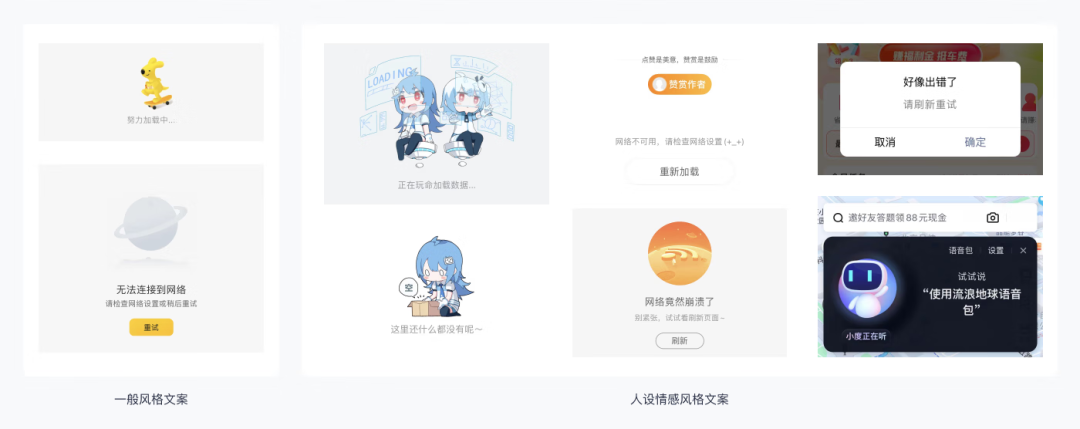 努力加载中...
无法连接到网络
请检查网络设置或稍后重试
重试
一般风格文案
LOADING
正在玩命加载数据...
空
这里还什么都没有呢~
点赞是美意，赞赏是鼓励
赞赏作者
网络不可用，请检查网络设置(+_+)
重新加载
网络竟然崩溃了
别紧张，试试看刷新页面~
刷新
好像出错了
请刷新重试
取消
确定
邀好友答题领88元现金
语音包
设置
试试说
“使用流浪地球语音
包”
小度正在听
人设情感风格文案